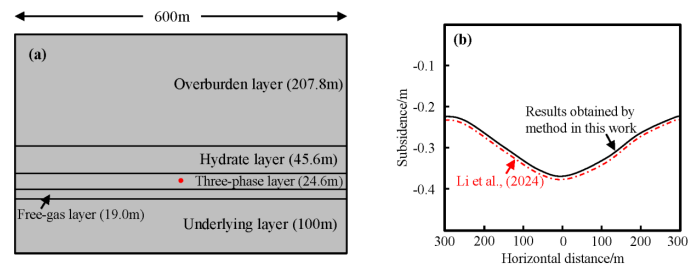 600m
(a)
Overburden layer (207.8m)
Hydrate layer (45.6m)
Three-phase layer (24.6m)
Free-gas layer (19.0m)
Underlying layer (100m)
(b)
Subsidence/m
-0.1
-0.2
-0.3
-0.4
Results obtained by
method in this work
Li et al., (2024)
300 200 100 0 100 200 300
Horizontal distance/m